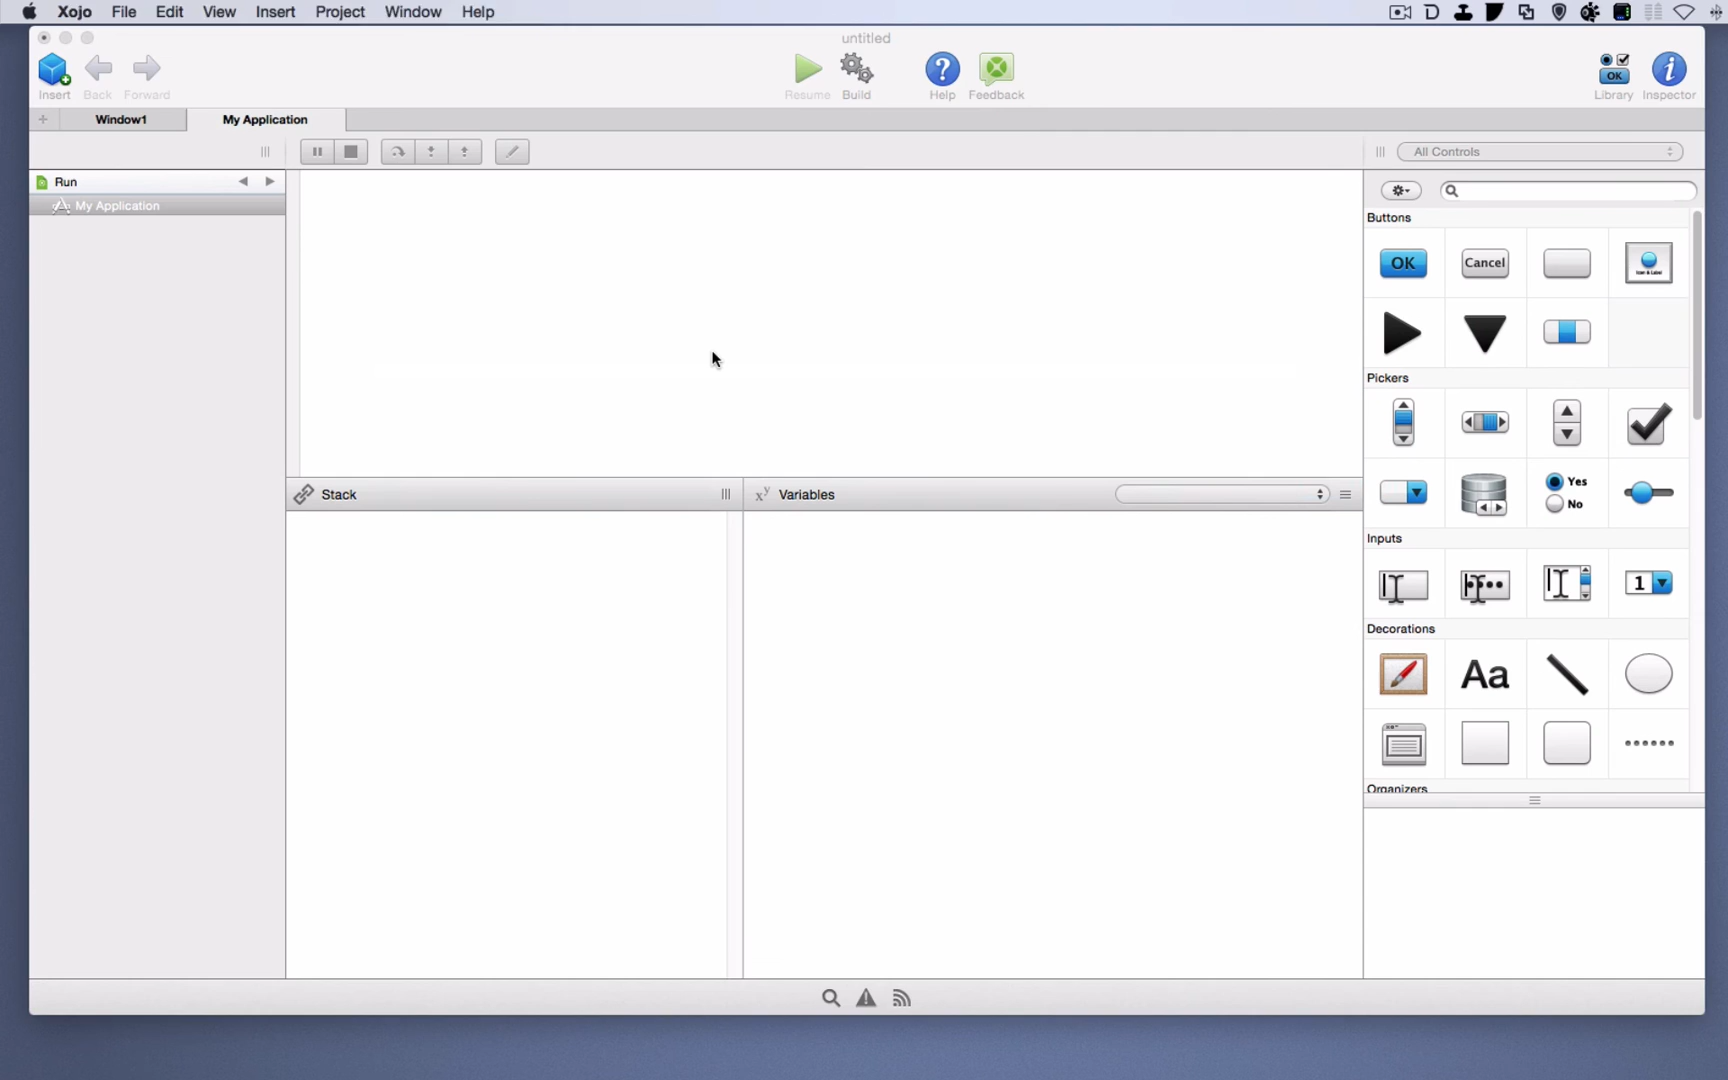 Xojo File Edit View Insert Project Window Help
untitled
Insert Back Forward Resume Build Help Feedback Library Inspector
OK
Window1 My Application
All Controls
Run
My Application
Buttons
OK Cancel
Pickers
Yes
No
Inputs
1
Decorations
Aa
Organizers
Stack
xy Variables